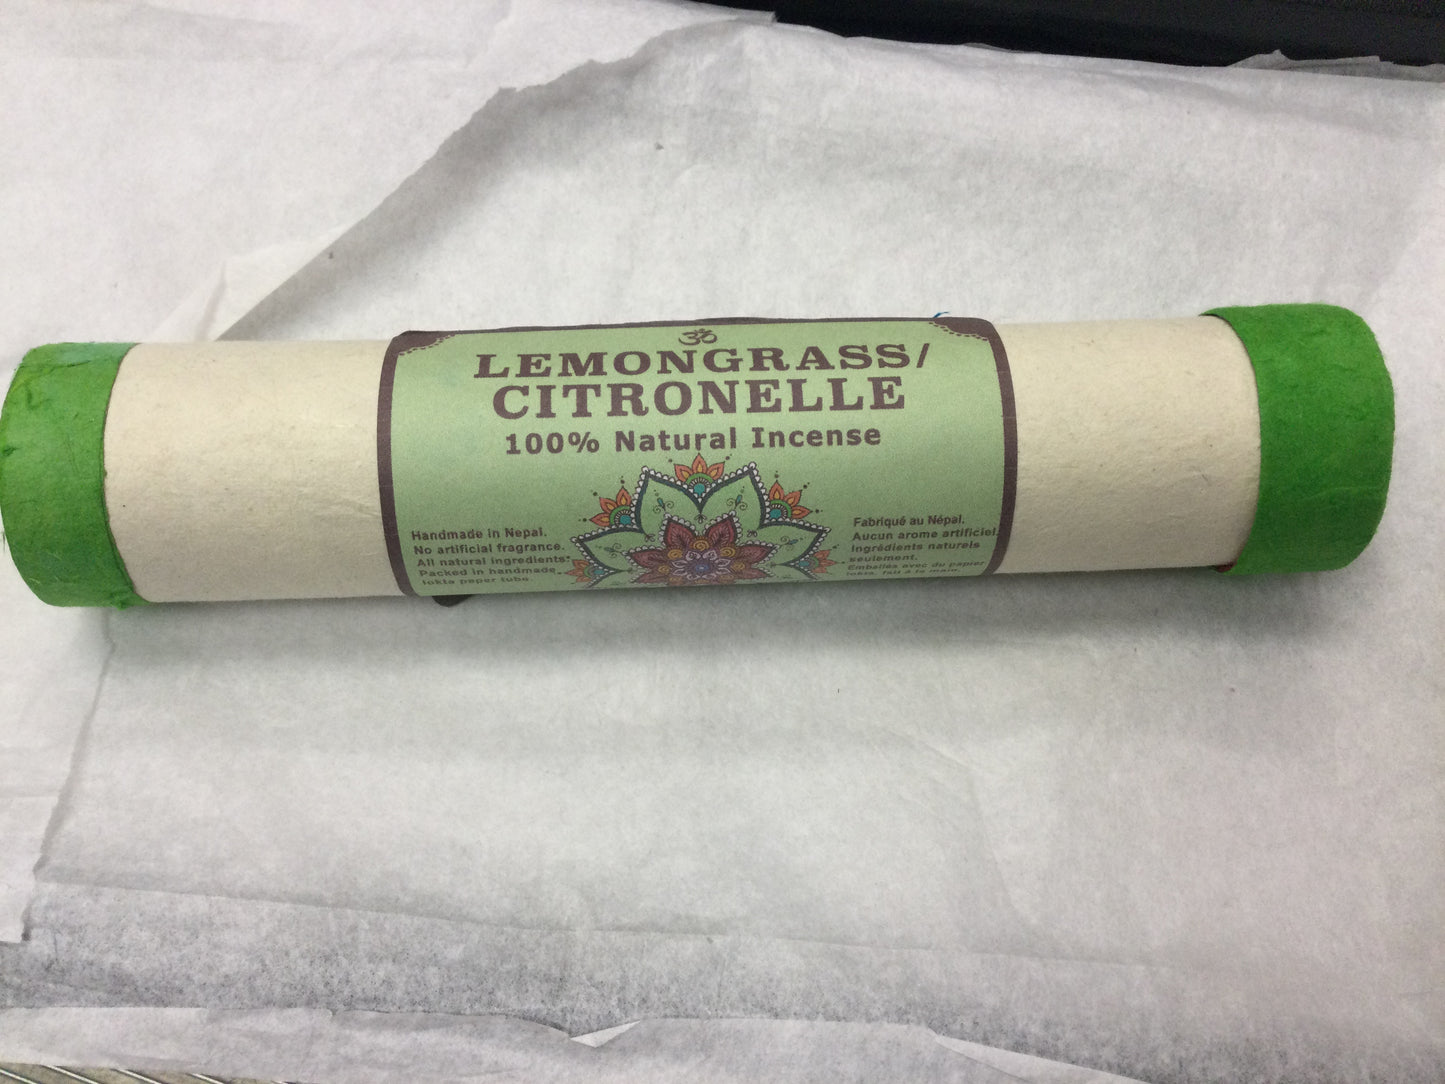 ॐ
LEMONGRASS/
CITRONELLE
100% Natural Incense
Handmade in Nepal.
No artificial fragrance.
All natural ingredients.
Packed in handmade
lokta paper tube.
Fabriqué au Népal.
Aucun arome artificiel
Ingrédients naturels
seulement.
Emballés avec du papier
lokta, fait à la main.